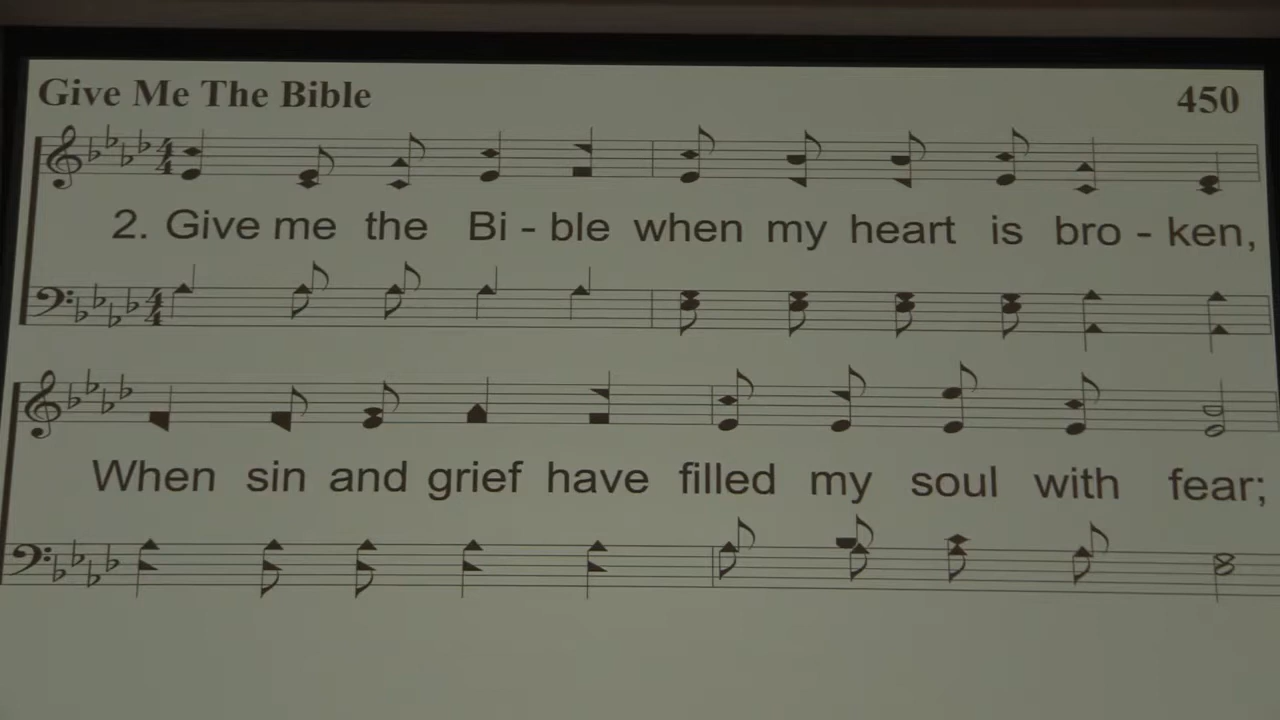 Give Me The Bible 450
2. Give me the Bi - ble when my heart is bro - ken,
When sin and grief have filled my soul with fear;